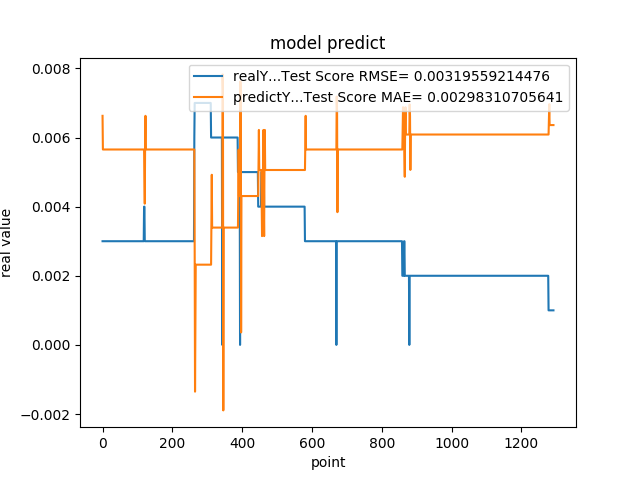 model predict
realY...Test Score RMSE= 0.00319559214476
predictY...Test Score MAE= 0.00298310705641
real value
0.008
0.006
0.004
0.002
0.000
−0.002
0 200 400 600 800 1000 1200
point